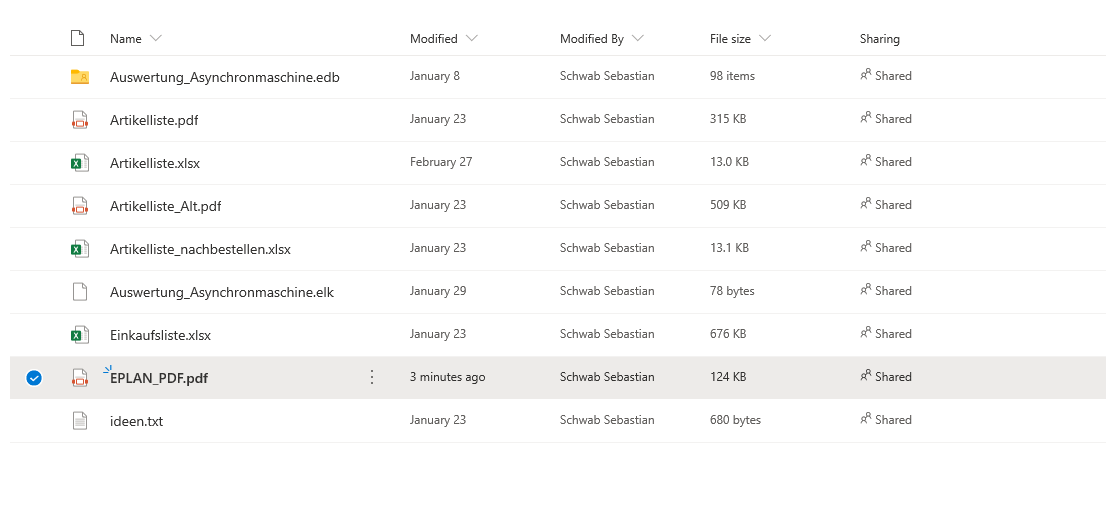 Name Modified Modified By File size Sharing
Auswertung_Asynchronmaschine.edb January 8 Schwab Sebastian 98 items Shared
Artikelliste.pdf January 23 Schwab Sebastian 315 KB Shared
Artikelliste.xlsx February 27 Schwab Sebastian 13.0 KB Shared
Artikelliste_Alt.pdf January 23 Schwab Sebastian 509 KB Shared
Artikelliste_nachbestellen.xlsx January 23 Schwab Sebastian 13.1 KB Shared
Auswertung_Asynchronmaschine.elk January 29 Schwab Sebastian 78 bytes Shared
Einkaufsliste.xlsx January 23 Schwab Sebastian 676 KB Shared
EPLAN_PDF.pdf 3 minutes ago Schwab Sebastian 124 KB Shared
ideen.txt January 23 Schwab Sebastian 680 bytes Shared